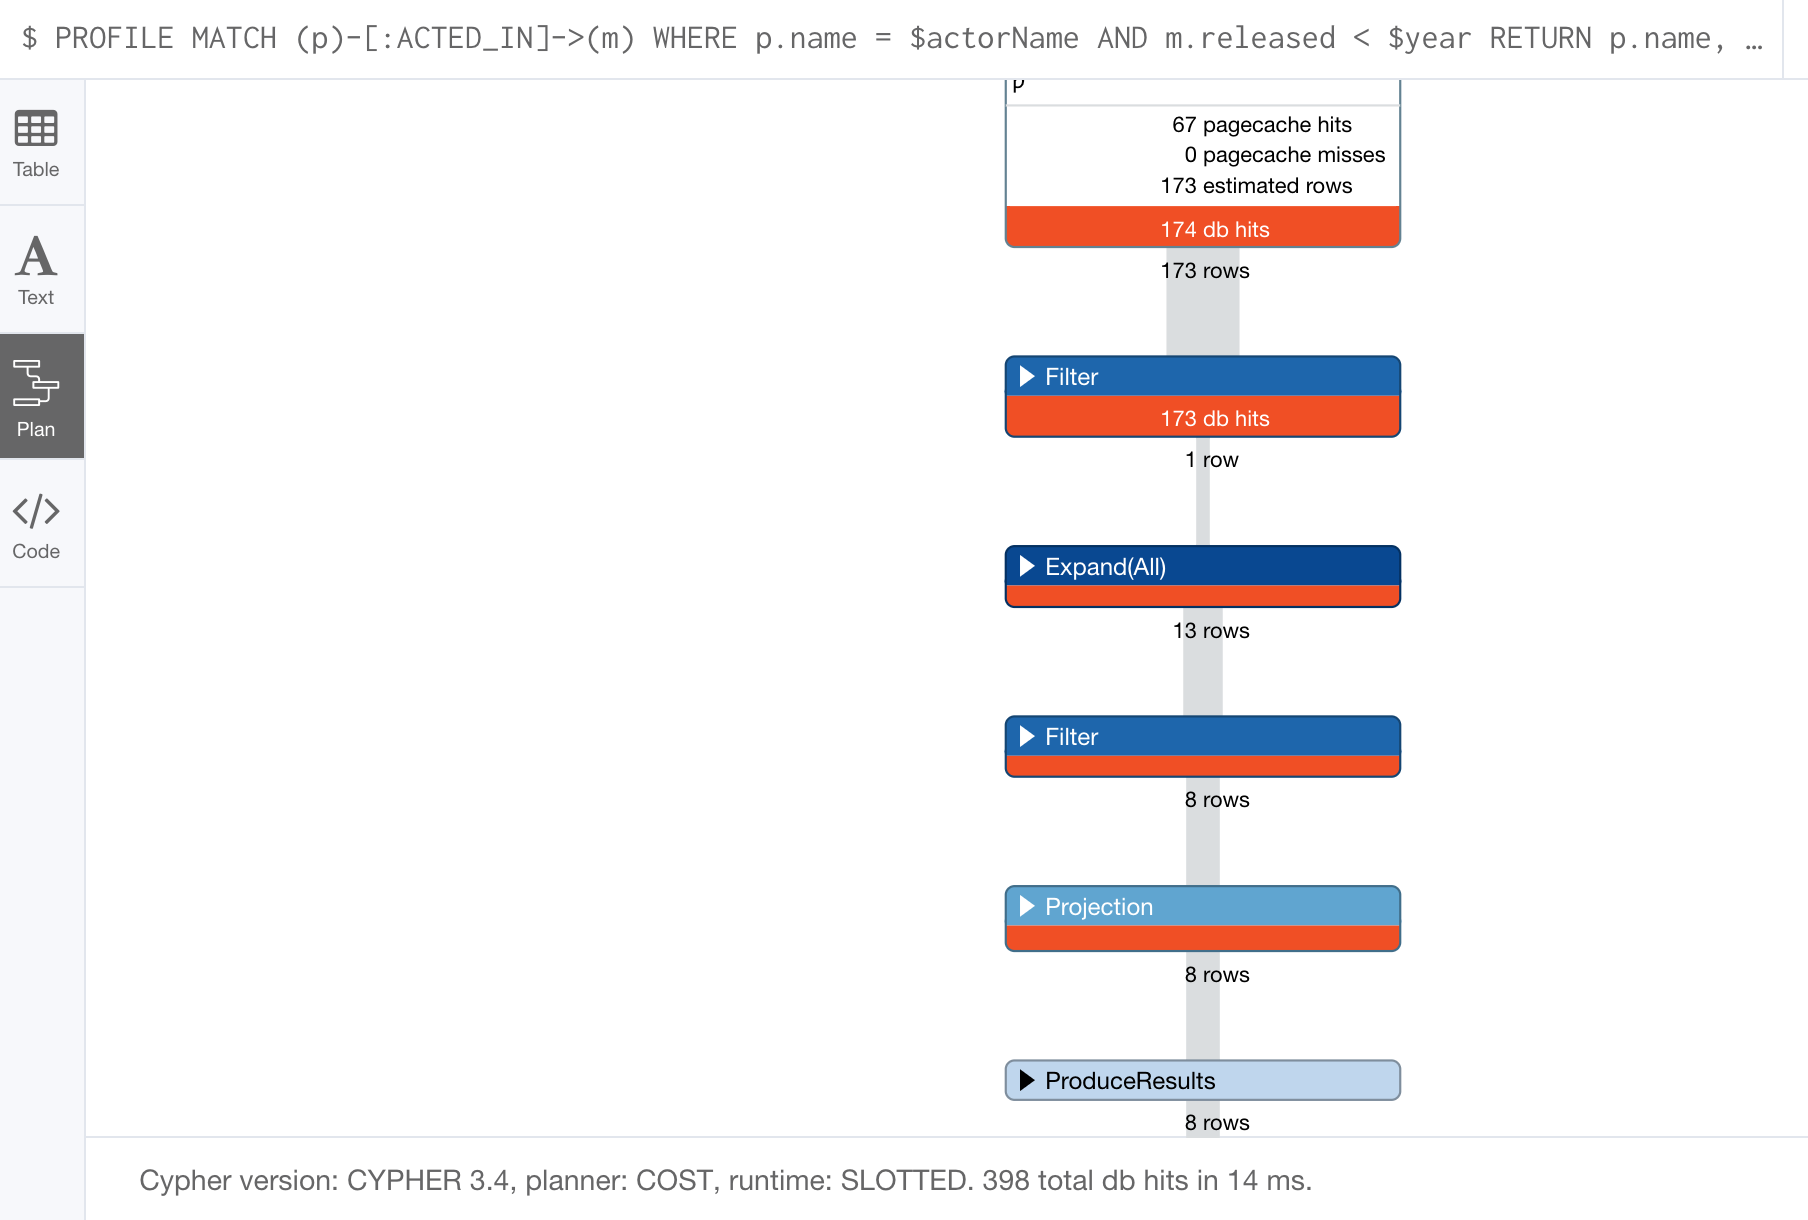 $ PROFILE MATCH (p)-[:ACTED_IN]->(m) WHERE p.name = $actorName AND m.released < $year RETURN p.name, …
Table
Text
Plan
Code
p
67 pagecache hits
0 pagecache misses
173 estimated rows
174 db hits
173 rows
Filter
173 db hits
1 row
Expand(All)
13 rows
Filter
8 rows
Projection
8 rows
ProduceResults
8 rows
Cypher version: CYPHER 3.4, planner: COST, runtime: SLOTTED. 398 total db hits in 14 ms.